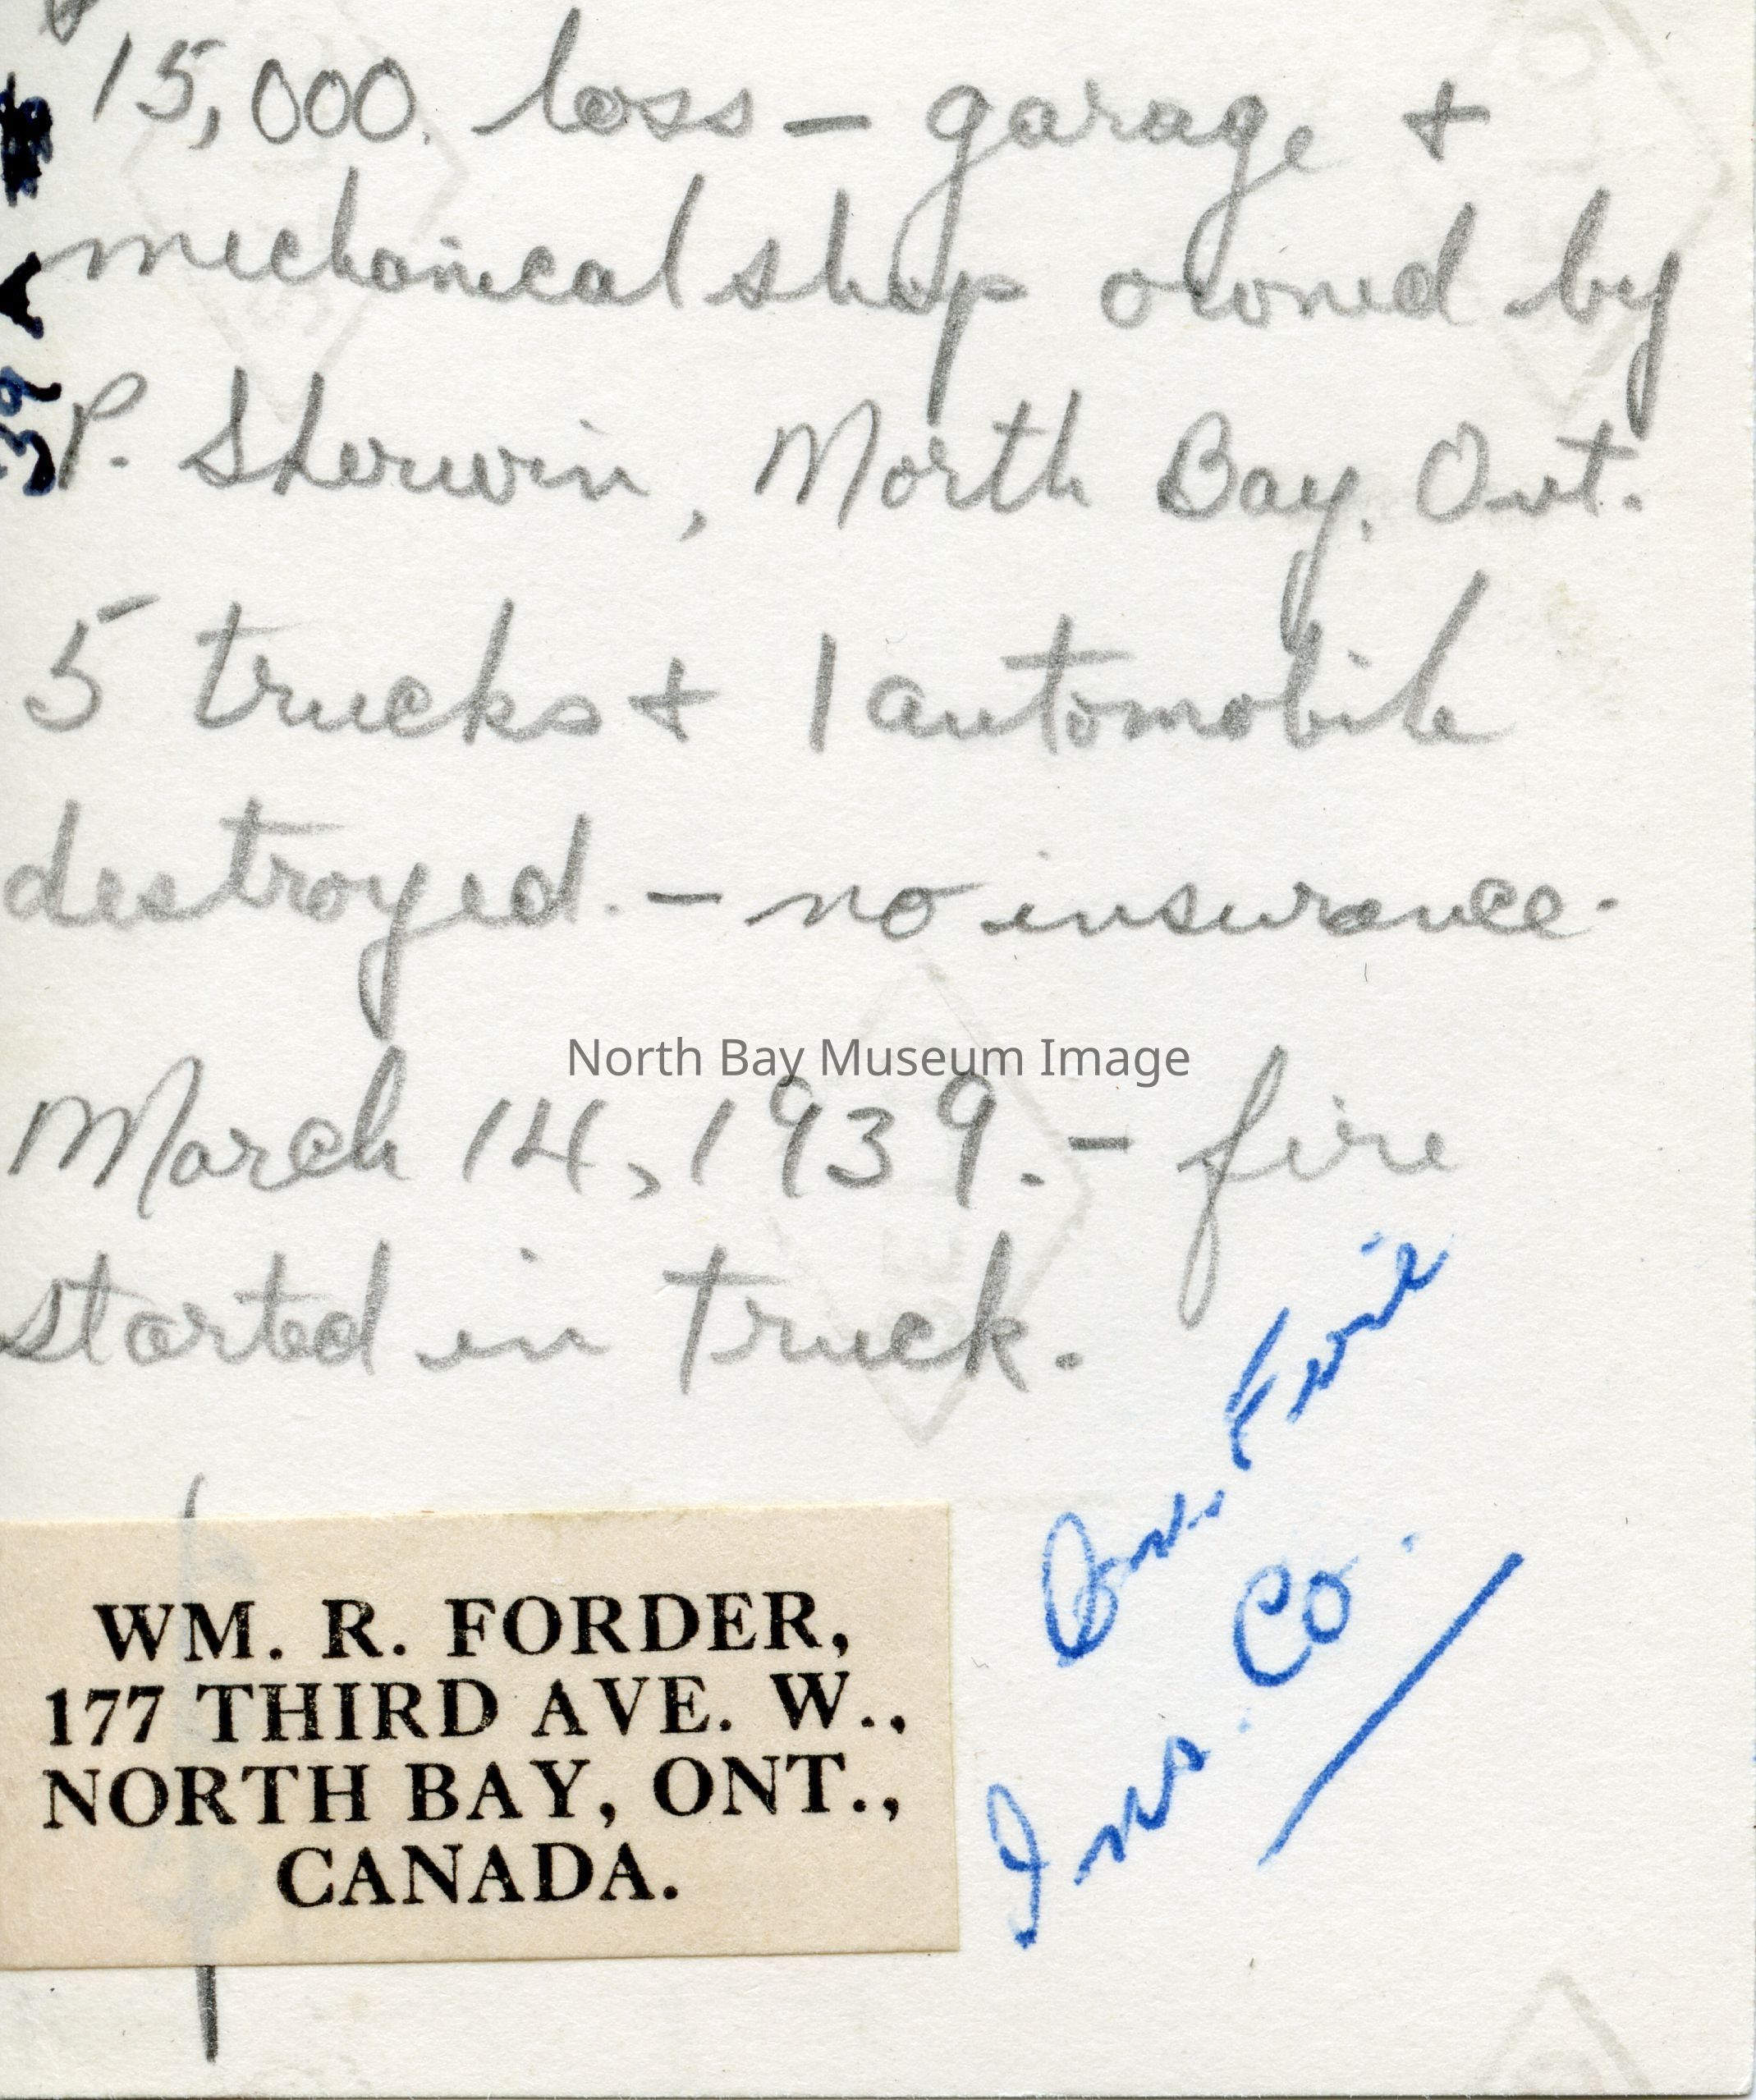 15,000. loss – garage +
mechanical shop owned by
P. Sherwin, North Bay, Ont.
5 trucks + 1 automobile
destroyed. – no insurance.
North Bay Museum Image
March 14, 1939. – fire
started in truck.
Fire
Ins. Co.
39 A
WM. R. FORDER,
177 THIRD AVE. W.,
NORTH BAY, ONT.,
CANADA.